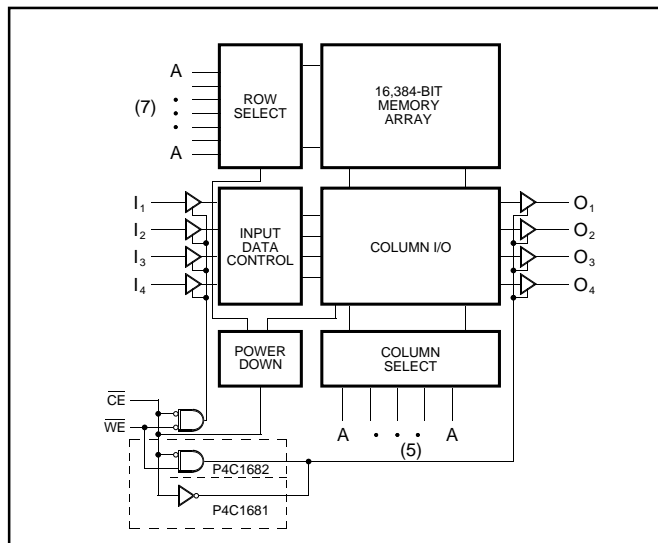 A
(7)
A
ROW
SELECT
16,384-BIT
MEMORY
ARRAY
I1
I2
I3
I4
INPUT
DATA
CONTROL
COLUMN I/O
O1
O2
O3
O4
POWER
DOWN
COLUMN
SELECT
CE
WE
A
A
(5)
P4C1682
P4C1681